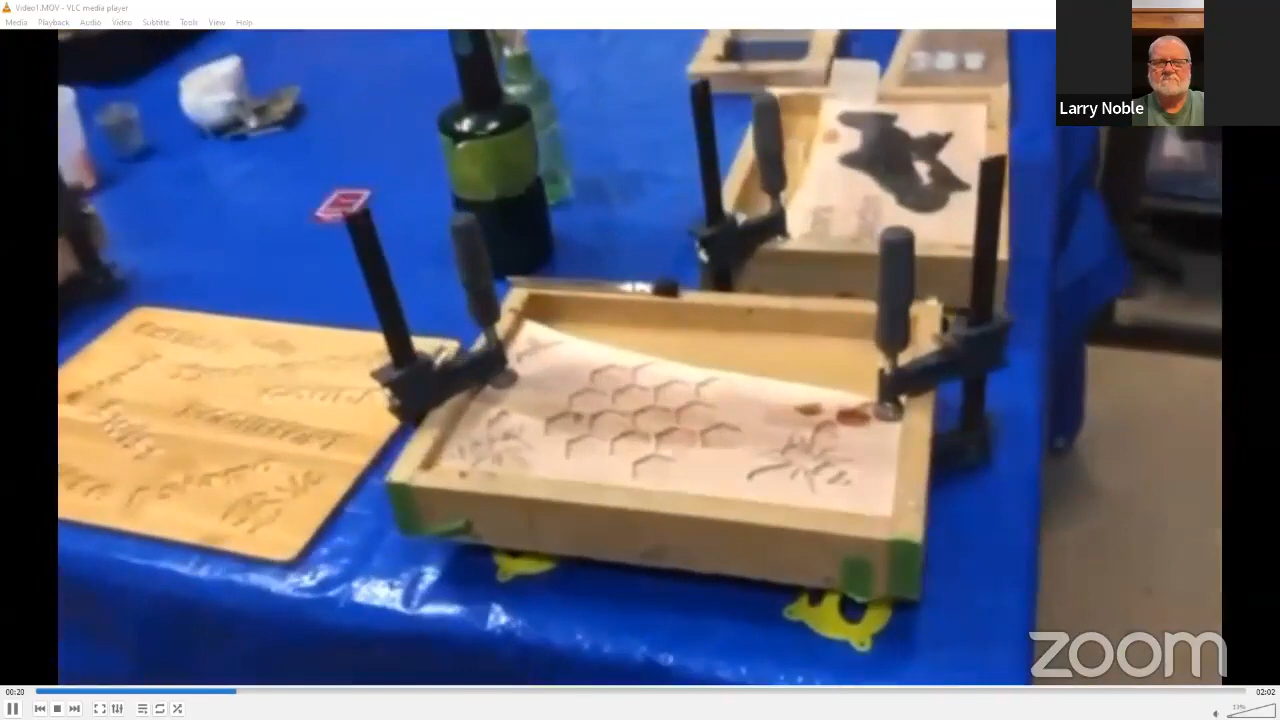 Video1.MOV - VLC media player
Media Playback Audio Video Subtitle Tools View Help
Larry Noble
zoom
00:20
02:02